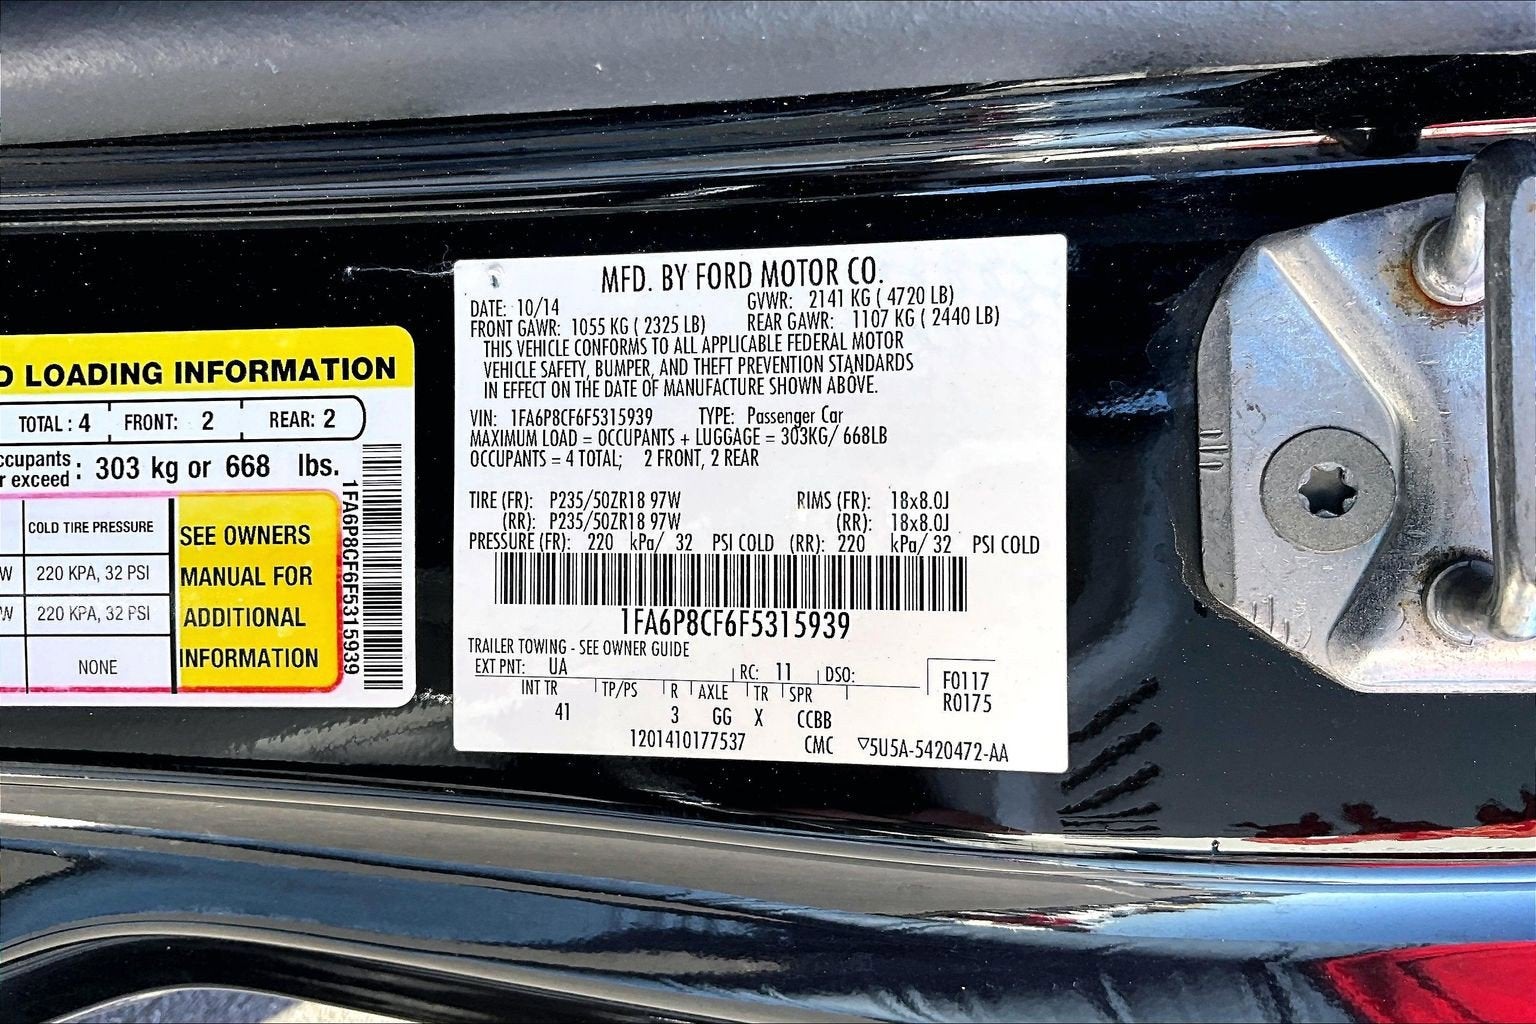 D LOADING INFORMATION
TOTAL : 4 FRONT: 2 REAR: 2
ccupants
r exceed : 303 kg or 668 lbs.
COLD TIRE PRESSURE
W 220 KPA, 32 PSI
W 220 KPA, 32 PSI
NONE
SEE OWNERS
MANUAL FOR
ADDITIONAL
INFORMATION
1FA6P8CF6F5315939
MFD. BY FORD MOTOR CO.
DATE: 10/14 GVWR: 2141 KG ( 4720 LB)
FRONT GAWR: 1055 KG ( 2325 LB) REAR GAWR: 1107 KG ( 2440 LB)
THIS VEHICLE CONFORMS TO ALL APPLICABLE FEDERAL MOTOR
VEHICLE SAFETY, BUMPER, AND THEFT PREVENTION STANDARDS
IN EFFECT ON THE DATE OF MANUFACTURE SHOWN ABOVE.
VIN: 1FA6P8CF6F5315939 TYPE: Passenger Car
MAXIMUM LOAD = OCCUPANTS + LUGGAGE = 303KG/ 668LB
OCCUPANTS = 4 TOTAL; 2 FRONT, 2 REAR
TIRE (FR): P235/50ZR18 97W RIMS (FR): 18x8.0J
(RR): P235/50ZR18 97W (RR): 18x8.0J
PRESSURE (FR): 220 kPa/ 32 PSI COLD (RR): 220 kPa/ 32 PSI COLD
1FA6P8CF6F5315939
TRAILER TOWING - SEE OWNER GUIDE
EXT PNT: UA RC: 11 DSO:
INT TR TP/PS R AXLE TR SPR
41 3 GG X CCBB
F0117
R0175
1201410177537 CMC ▽5U5A-5420472-AA